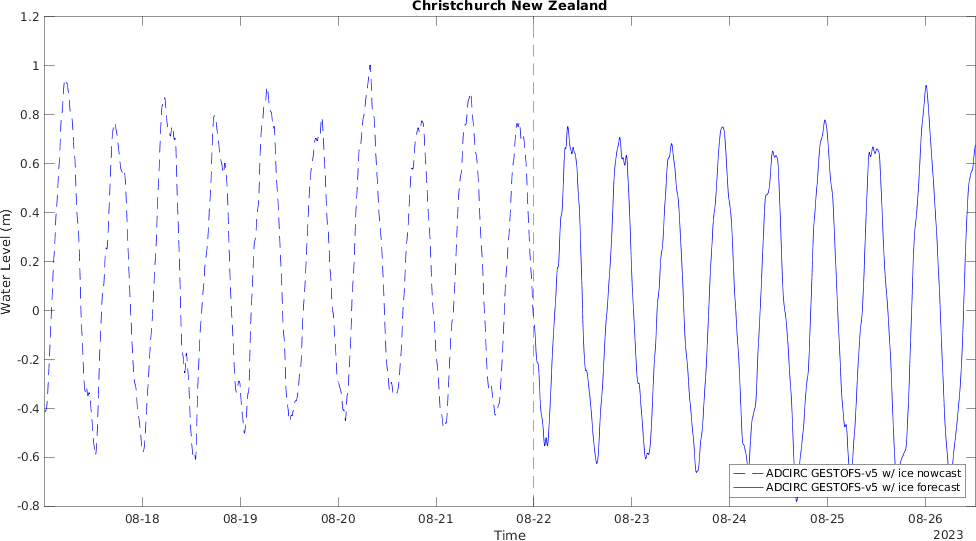 Christchurch New Zealand
1.2
1
0.8
0.6
0.4
0.2
0
-0.2
-0.4
-0.6
-0.8
Water Level (m)
ADCIRC GESTOFS-v5 w/ ice nowcast
ADCIRC GESTOFS-v5 w/ ice forecast
08-18 08-19 08-20 08-21 08-22 08-23 08-24 08-25 08-26
Time
2023